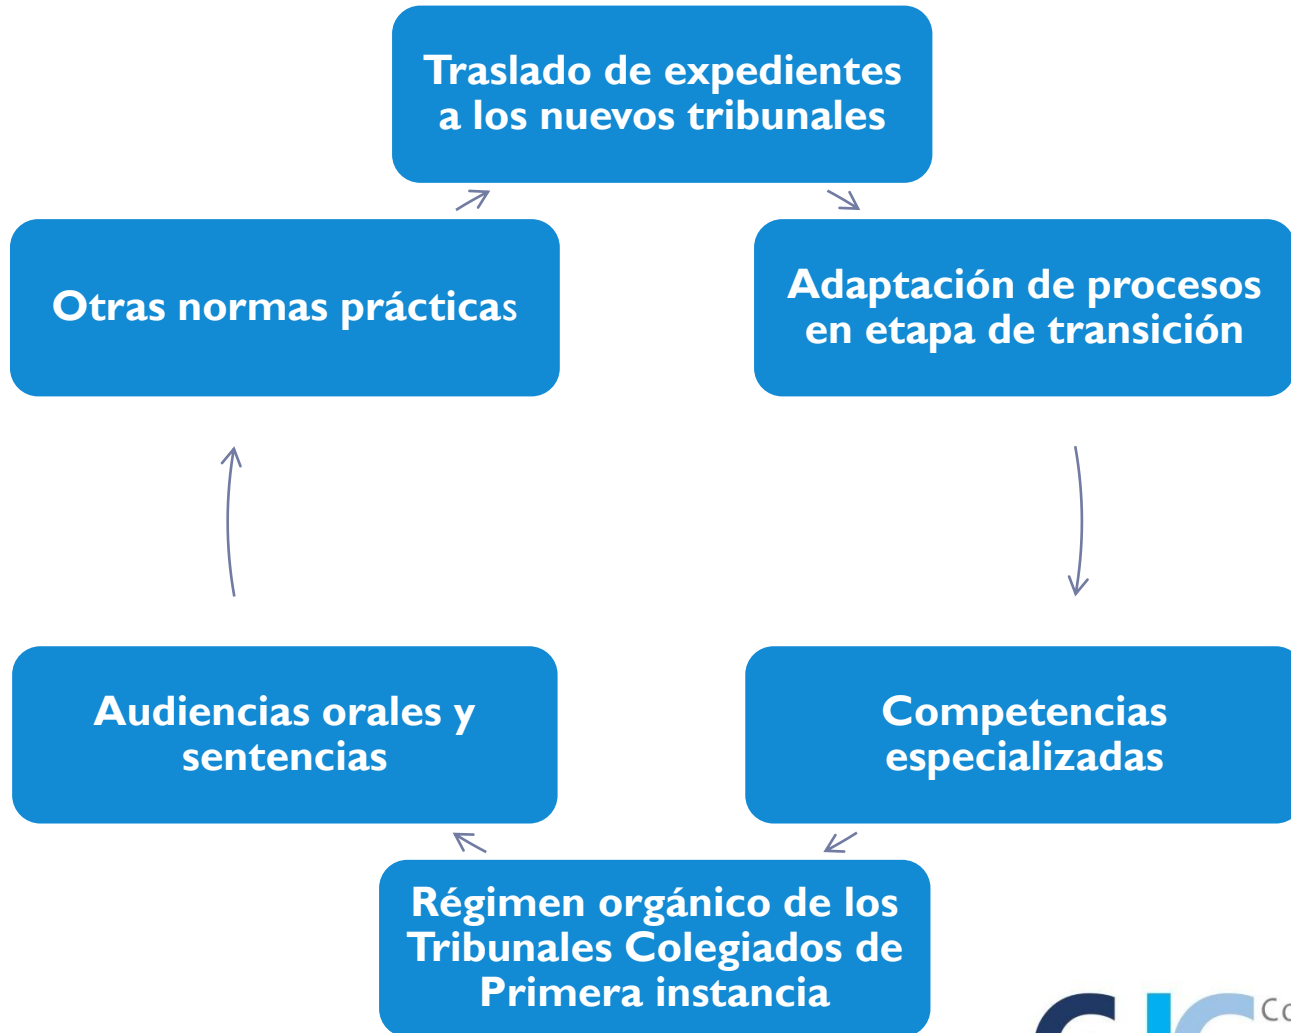 Traslado de expedientes
a los nuevos tribunales
Adaptación de procesos
en etapa de transición
Competencias
especializadas
Régimen orgánico de los
Tribunales Colegiados de
Primera instancia
Audiencias orales y
sentencias
Otras normas prácticas